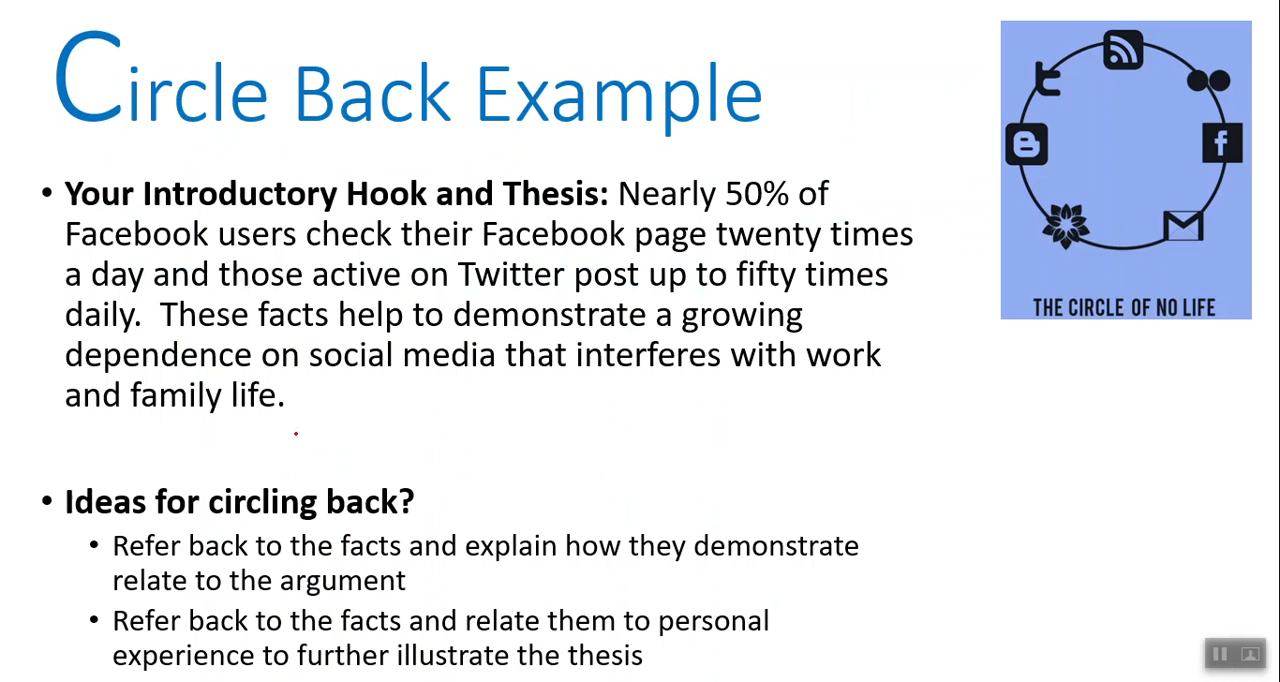 Circle Back Example
• Your Introductory Hook and Thesis: Nearly 50% of
Facebook users check their Facebook page twenty times
a day and those active on Twitter post up to fifty times
daily.  These facts help to demonstrate a growing
dependence on social media that interferes with work
and family life.
THE CIRCLE OF NO LIFE
• Ideas for circling back?
• Refer back to the facts and explain how they demonstrate
relate to the argument
• Refer back to the facts and relate them to personal
experience to further illustrate the thesis